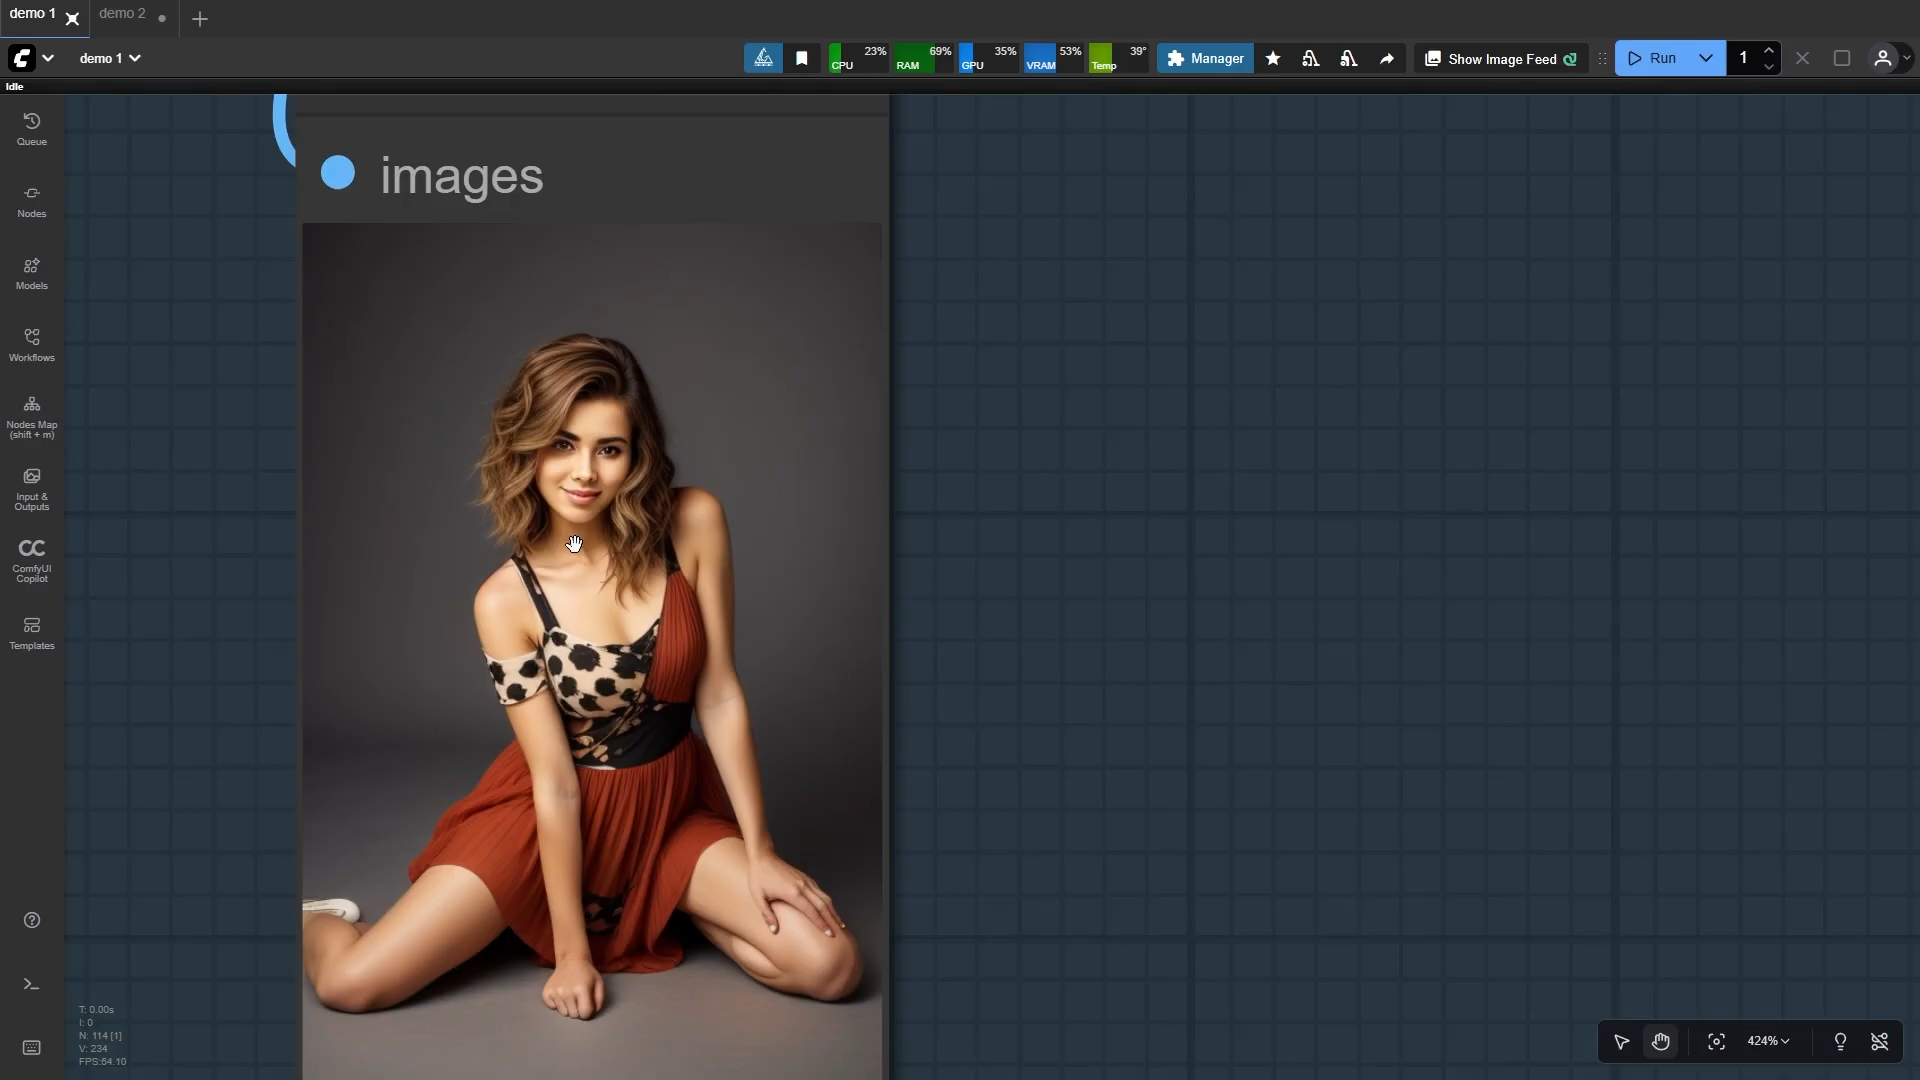 demo 1
demo 2
demo 1
CPU 23%
RAM 69%
GPU 35%
VRAM 53%
Temp 39°
Manager
Show Image Feed
Run
1
Idle
Queue
Nodes
Models
Workflows
Nodes Map
(shift + m)
Input &
Outputs
ComfyUI
Copilot
Templates
images
T: 0.00s
I: 0
N: 114 [1]
V: 234
FPS:64.10
424%